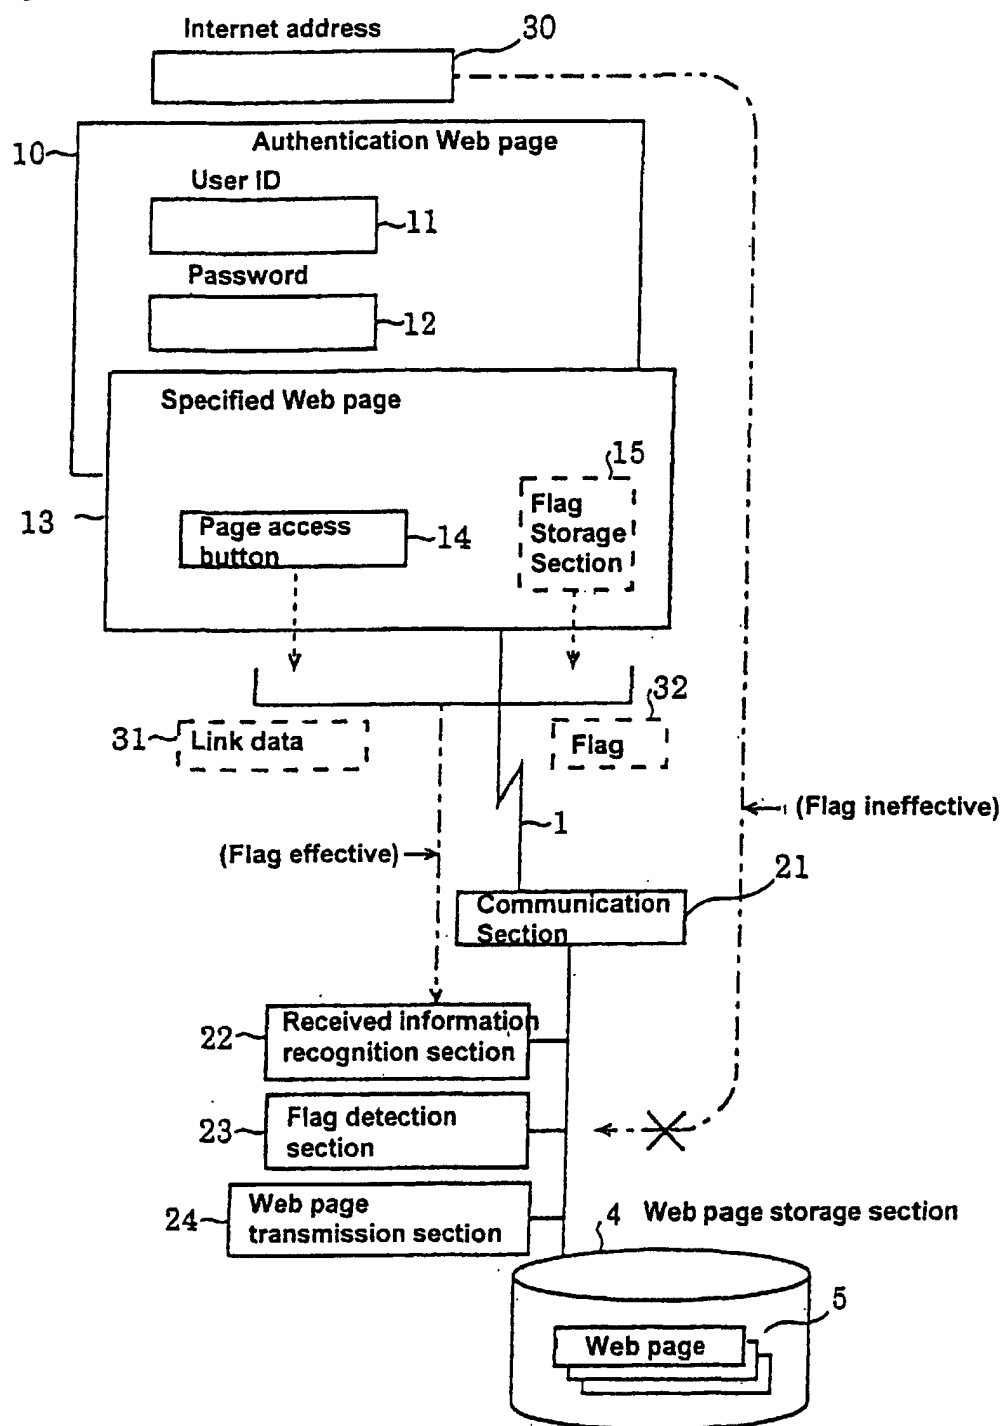 Internet address
30
10
Authentication Web page
User ID
11
Password
12
Specified Web page
15
13
Page access
button
14
Flag
Storage
Section
32
31
Link data
Flag
1
(Flag ineffective)
(Flag effective)
21
Communication
Section
22
Received information
recognition section
23
Flag detection
section
24
Web page
transmission section
4
Web page storage section
5
Web page